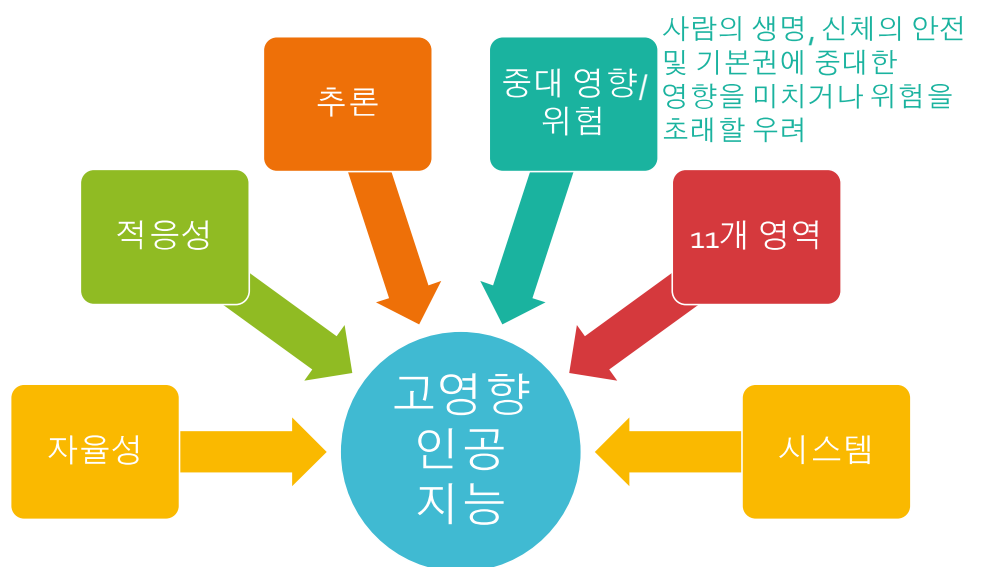 사람의 생명, 신체의 안전
및 기본권에 중대한
영향을 미치거나 위험을
초래할 우려
추론
중대 영향/
위험
적응성
11개 영역
자율성
고영향
인공
지능
시스템